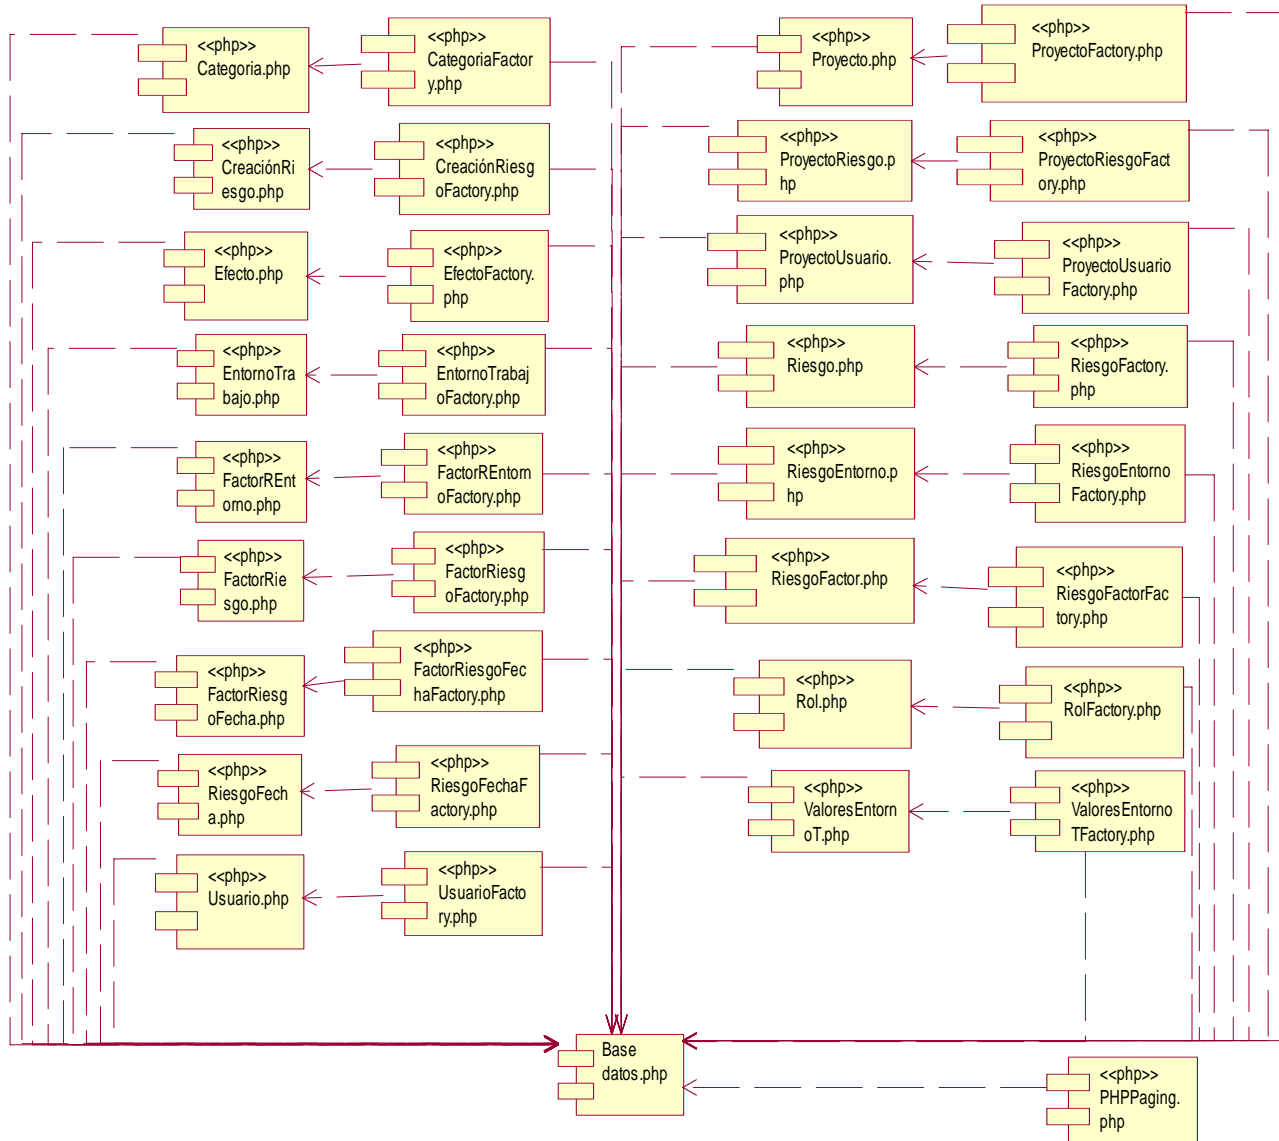 <<php>>
Categoria.php
<<php>>
CategoriaFactor
y.php
<<php>>
Proyecto.php
<<php>>
ProyectoFactory.php
<<php>>
CreaciónRi
esgo.php
<<php>>
CreaciónRiesg
oFactory.php
<<php>>
ProyectoRiesgo.p
hp
<<php>>
ProyectoRiesgoFact
ory.php
<<php>>
Efecto.php
<<php>>
EfectoFactory.
php
<<php>>
ProyectoUsuario.
php
<<php>>
ProyectoUsuario
Factory.php
<<php>>
EntornoTra
bajo.php
<<php>>
EntornoTrabaj
oFactory.php
<<php>>
Riesgo.php
<<php>>
RiesgoFactory.
php
<<php>>
FactorREnt
orno.php
<<php>>
FactorREntorn
oFactory.php
<<php>>
RiesgoEntorno.p
hp
<<php>>
RiesgoEntorno
Factory.php
<<php>>
FactorRie
sgo.php
<<php>>
FactorRiesg
oFactory.php
<<php>>
RiesgoFactor.php
<<php>>
RiesgoFactorFac
tory.php
<<php>>
FactorRiesg
oFecha.php
<<php>>
FactorRiesgoFec
haFactory.php
<<php>>
Rol.php
<<php>>
RolFactory.php
<<php>>
RiesgoFech
a.php
<<php>>
RiesgoFechaF
actory.php
<<php>>
ValoresEntorn
oT.php
<<php>>
ValoresEntorno
TFactory.php
<<php>>
Usuario.php
<<php>>
UsuarioFacto
ry.php
Base
datos.php
<<php>>
PHPPaging.
php